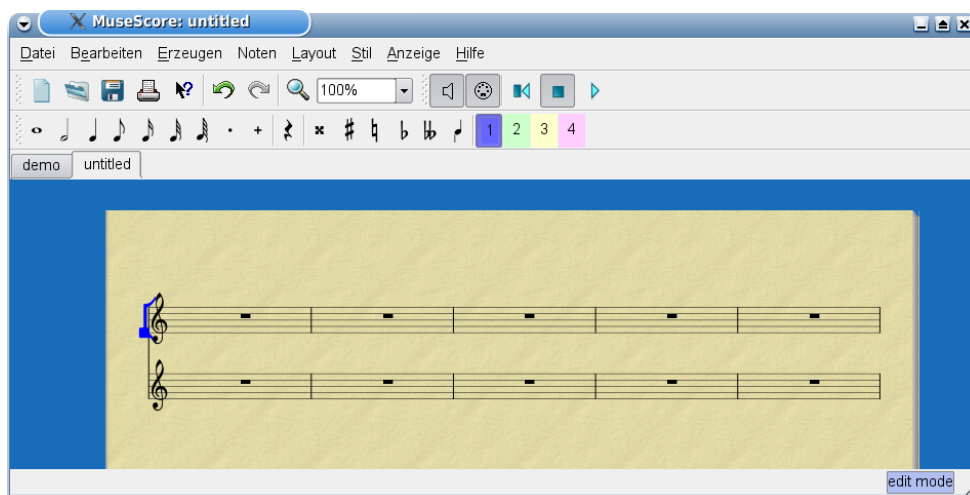 MuseScore: untitled
Datei Bearbeiten Erzeugen Noten Layout Stil Anzeige Hilfe
100%
1 2 3 4
demo untitled
edit mode